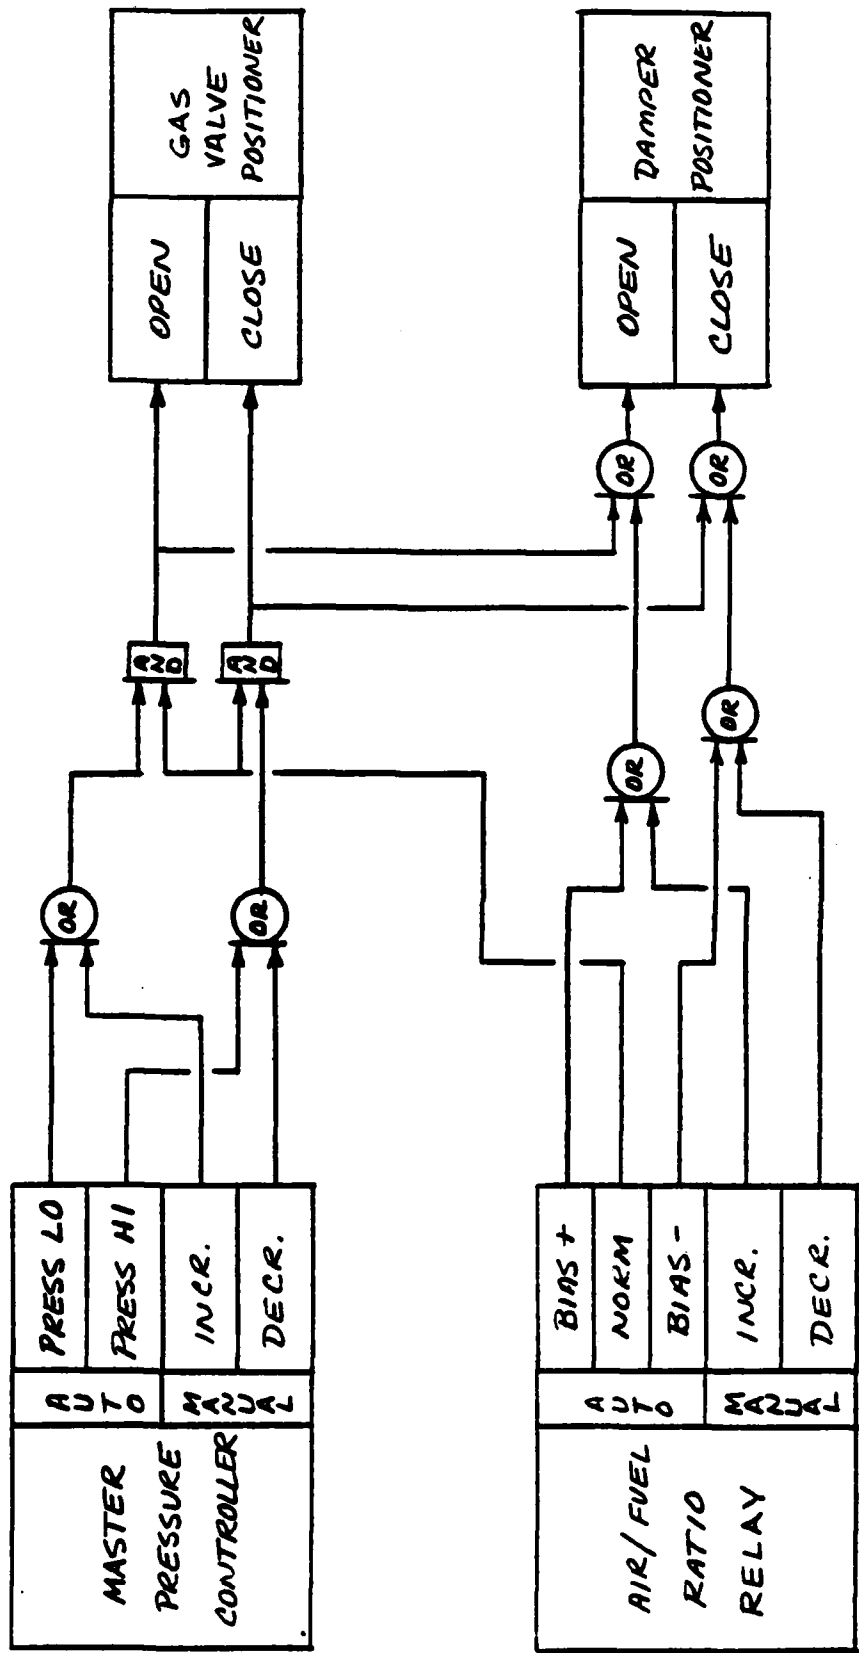 MASTER
PRESSURE
CONTROLLER
AUTO
MANUAL
PRESS LO
PRESS HI
INCR.
DECR.
OR
OR
AND
AND
OPEN
CLOSE
GAS
VALVE
POSITIONER
AIR/FUEL
RATIO
RELAY
AUTO
MANUAL
BIAS +
NORM
BIAS -
INCR.
DECR.
OR
OR
OR
OR
OPEN
CLOSE
DAMPER
POSITIONER